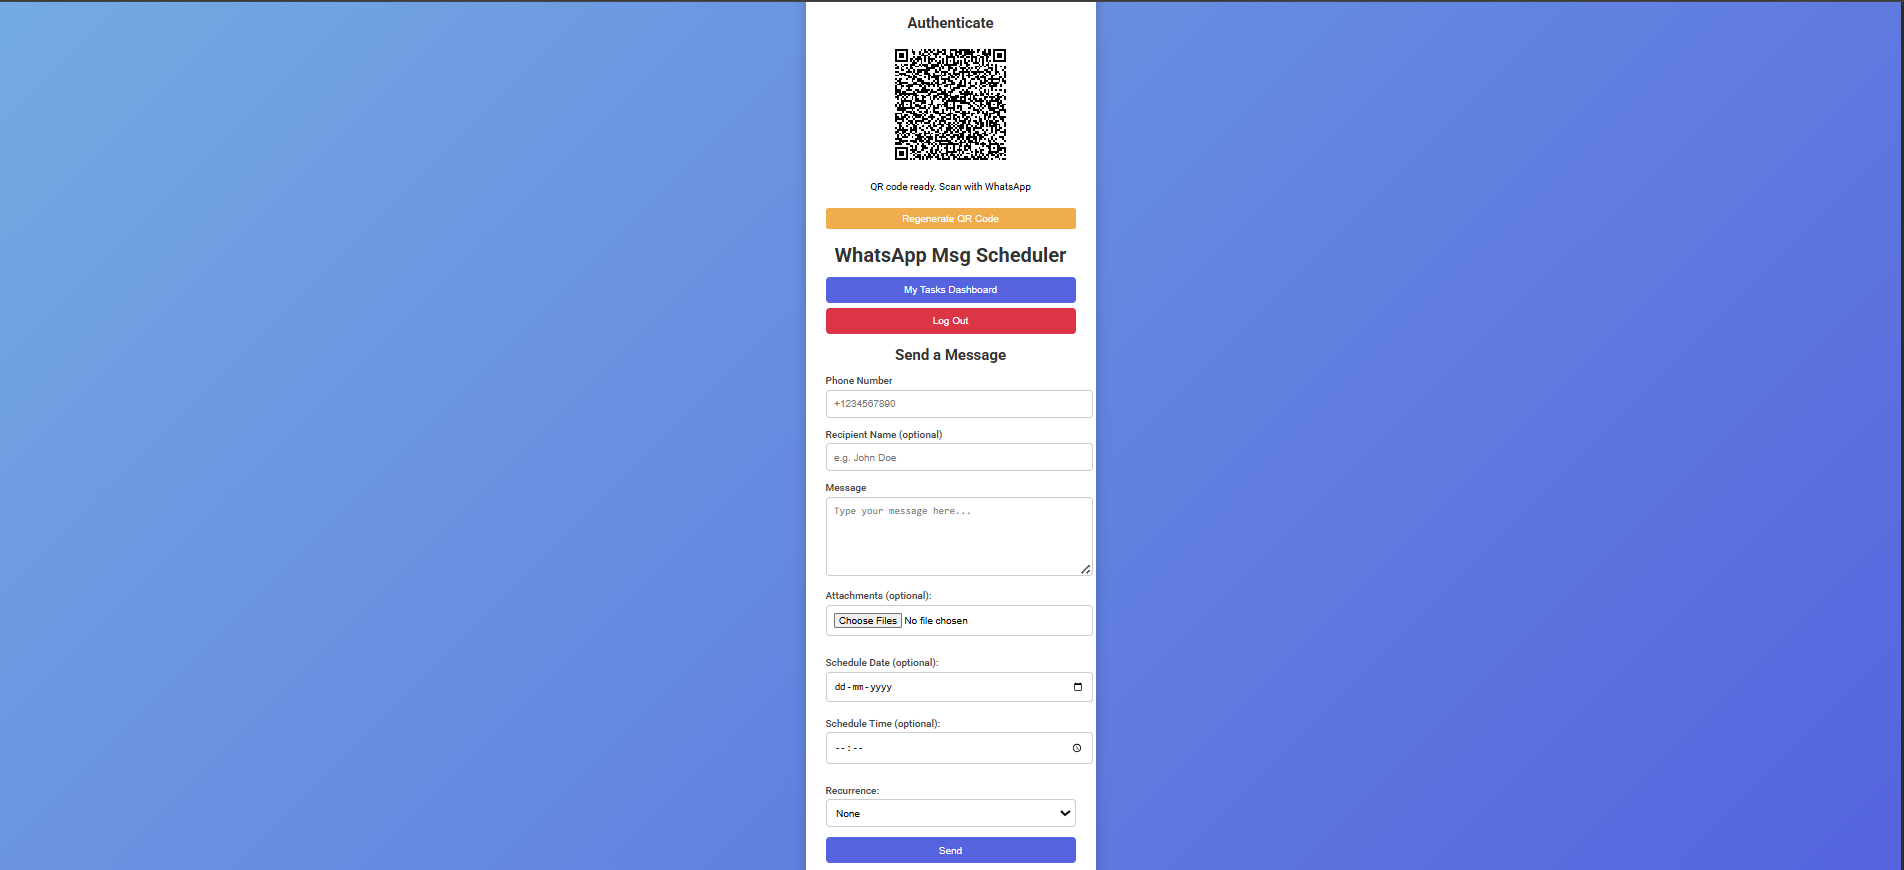 Authenticate
QR code ready. Scan with WhatsApp
Regenerate QR Code
WhatsApp Msg Scheduler
My Tasks Dashboard
Log Out
Send a Message
Phone Number
+1234567890
Recipient Name (optional)
e.g. John Doe
Message
Type your message here...
Attachments (optional):
Choose Files No file chosen
Schedule Date (optional):
dd-mm-yyyy
Schedule Time (optional):
--:--
Recurrence:
None
Send